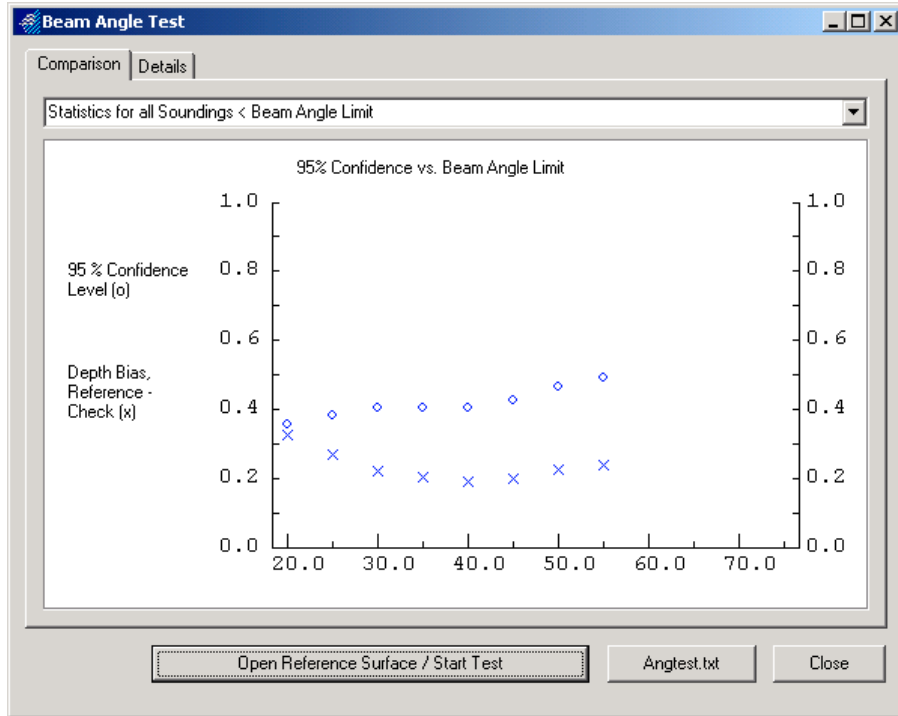 Beam Angle Test
Comparison Details
Statistics for all Soundings < Beam Angle Limit
95% Confidence vs. Beam Angle Limit
1.0 1.0
95 % Confidence
Level (o)
0.8 0.8
0.6 0.6
Depth Bias,
Reference -
Check (x)
0.4 0.4
0.2 0.2
0.0 0.0
20.0 30.0 40.0 50.0 60.0 70.0
Open Reference Surface / Start Test Angtest.txt Close